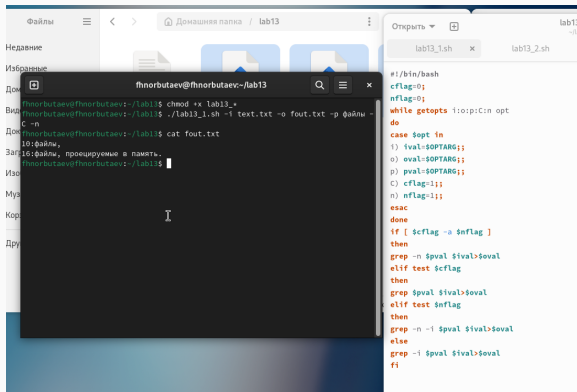 Файлы
Домашняя папка / lab13
Недавние
Избранные
fhnorbutaev@fhnorbutaev:~/lab13
fhnorbutaev@fhnorbutaev:~/lab13$ chmod +x lab13_*
fhnorbutaev@fhnorbutaev:~/lab13$ ./lab13_1.sh -i text.txt -o fout.txt -p файлы -
C -n
fhnorbutaev@fhnorbutaev:~/lab13$ cat fout.txt
10:файлы,
16:файлы, проецируемые в память.
fhnorbutaev@fhnorbutaev:~/lab13$
Открыть
lab13
lab13_1.sh ×
lab13_2.sh
#!/bin/bash
cflag=0;
nflag=0;
while getopts i:o:p:C:n opt
do
case $opt in
i) ival=$OPTARG;;
o) oval=$OPTARG;;
p) pval=$OPTARG;;
C) cflag=1;;
n) nflag=1;;
esac
done
if [ $cflag -a $nflag ]
then
grep -n $pval $ival>$oval
elif test $cflag
then
grep $pval $ival>$oval
elif test $nflag
then
grep -n -i $pval $ival>$oval
else
grep -i $pval $ival>$oval
fi